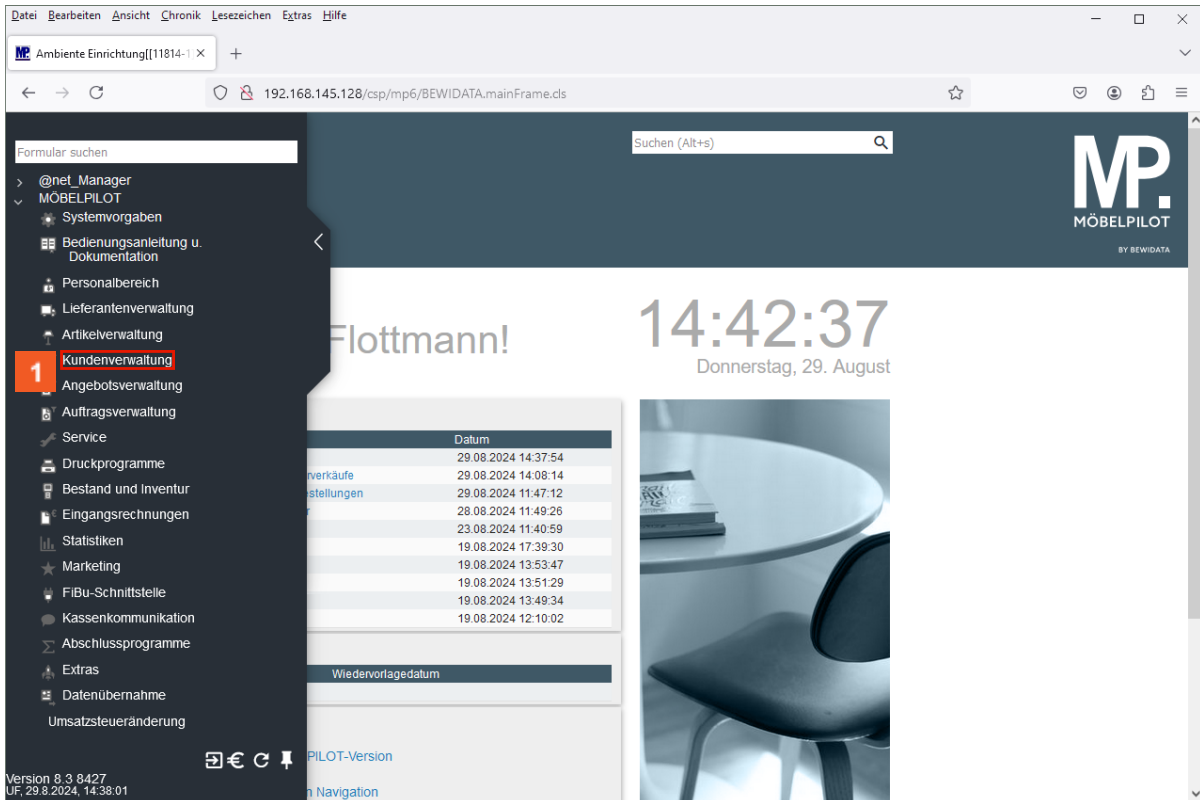 Datei Bearbeiten Ansicht Chronik Lesezeichen Extras Hilfe
MP. Ambiente Einrichtung[[11814-1
192.168.145.128/csp/mp6/BEWIDATA.mainFrame.cls
Formular suchen
Suchen (Alt+s)
MP.
MÖBELPILOT
BY BEWIDATA
@net_Manager
MÖBELPILOT
Systemvorgaben
Bedienungsanleitung u.
Dokumentation
Personalbereich
Lieferantenverwaltung
Artikelverwaltung
1 Kundenverwaltung
Angebotsverwaltung
Auftragsverwaltung
Service
Druckprogramme
Bestand und Inventur
Eingangsrechnungen
Statistiken
Marketing
FiBu-Schnittstelle
Kassenkommunikation
Abschlussprogramme
Extras
Datenübernahme
Umsatzsteueränderung
Version 8.3 8427
UF, 29.8.2024, 14:38:01
Flottmann!
14:42:37
Donnerstag, 29. August
Datum
29.08.2024 14:37:54
rverkäufe 29.08.2024 14:08:14
estellungen 29.08.2024 11:47:12
r 28.08.2024 11:49:26
23.08.2024 11:40:59
19.08.2024 17:39:30
19.08.2024 13:53:47
19.08.2024 13:51:29
19.08.2024 13:49:34
19.08.2024 12:10:02
Wiedervorlagedatum
PILOT-Version
n Navigation